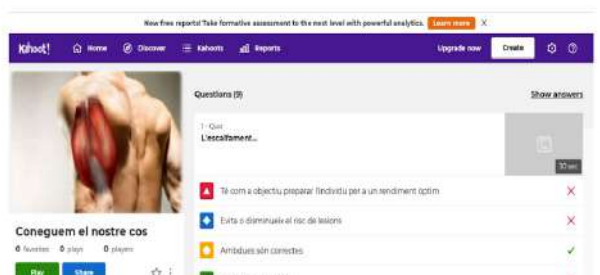 New free reports! Take formative assessment to the next level with powerful analytics. Learn more X
Kahoot! Home Discover Kahoots Reports Upgrade now Create
Questions (9) Show answers
1 - Quiz
L'escalfament...
30 sec
Té com a objectiu preparar l'individu per a un rendiment òptim
Evita o disminueix el risc de lesions
Ambdues són correctes
Coneguem el nostre cos
0 favorites 0 plays 0 players
Play Share